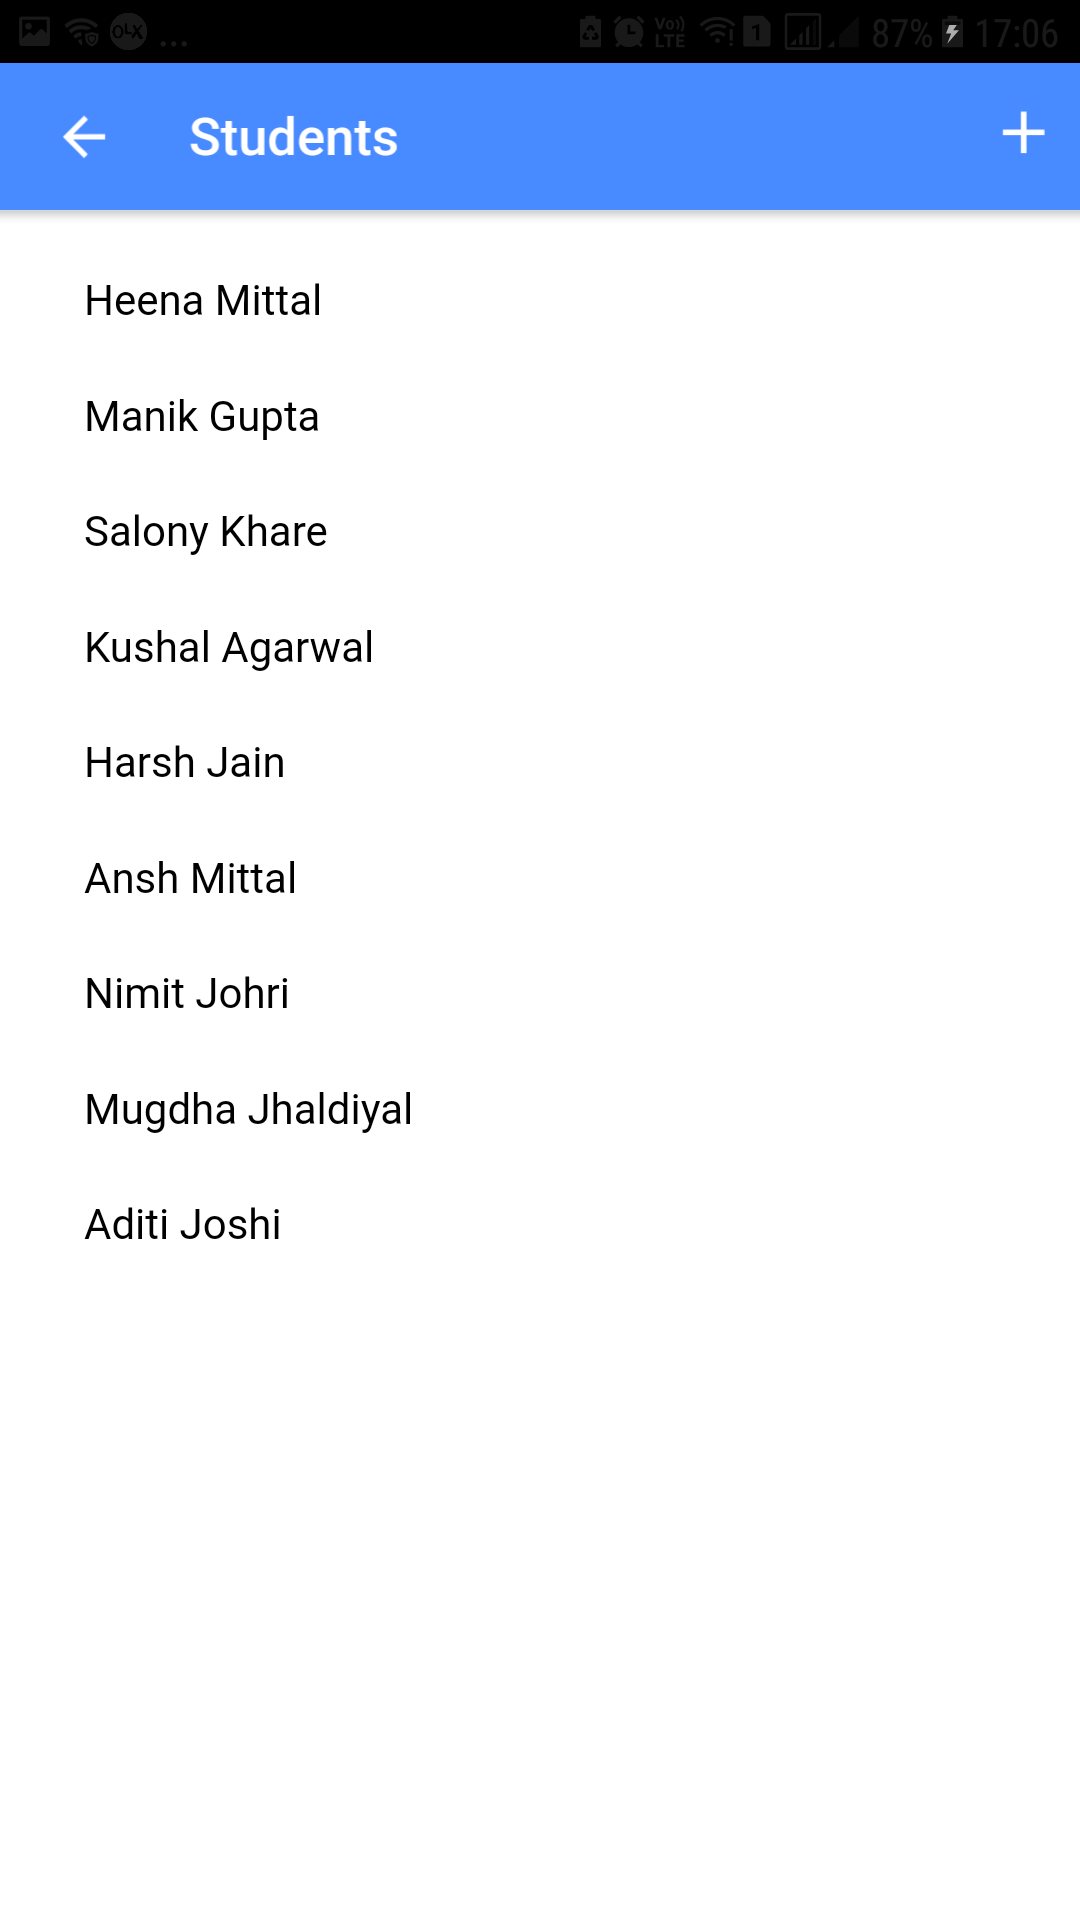 OLX ... Vo)) LTE 1 87% 17:06
Students
Heena Mittal
Manik Gupta
Salony Khare
Kushal Agarwal
Harsh Jain
Ansh Mittal
Nimit Johri
Mugdha Jhaldiyal
Aditi Joshi